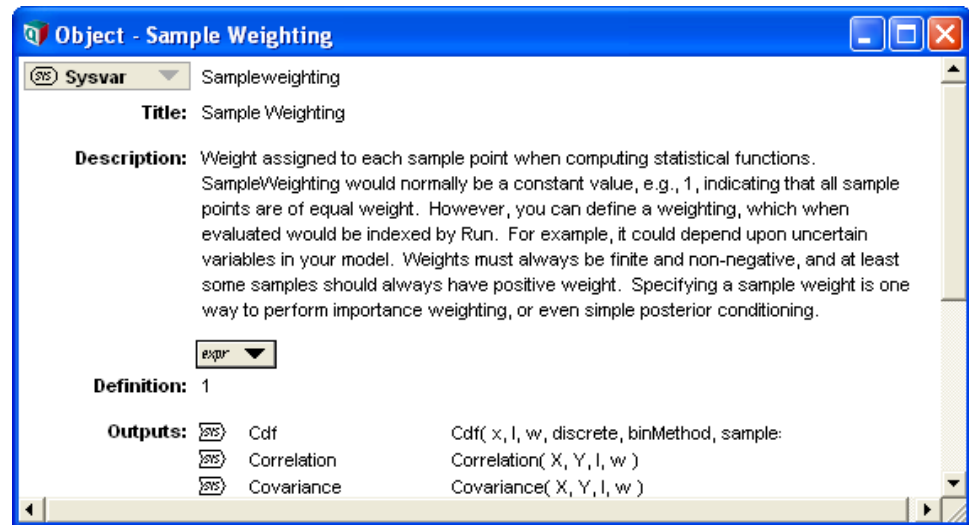 Object - Sample Weighting
SYS Sysvar Sampleweighting
Title: Sample Weighting
Description: Weight assigned to each sample point when computing statistical functions.
SampleWeighting would normally be a constant value, e.g., 1, indicating that all sample
points are of equal weight. However, you can define a weighting, which when
evaluated would be indexed by Run. For example, it could depend upon uncertain
variables in your model. Weights must always be finite and non-negative, and at least
some samples should always have positive weight. Specifying a sample weight is one
way to perform importance weighting, or even simple posterior conditioning.
expr
Definition: 1
Outputs: SYS Cdf Cdf( x, I, w, discrete, binMethod, sample:
SYS Correlation Correlation( X, Y, I, w )
SYS Covariance Covariance( X, Y, I, w )